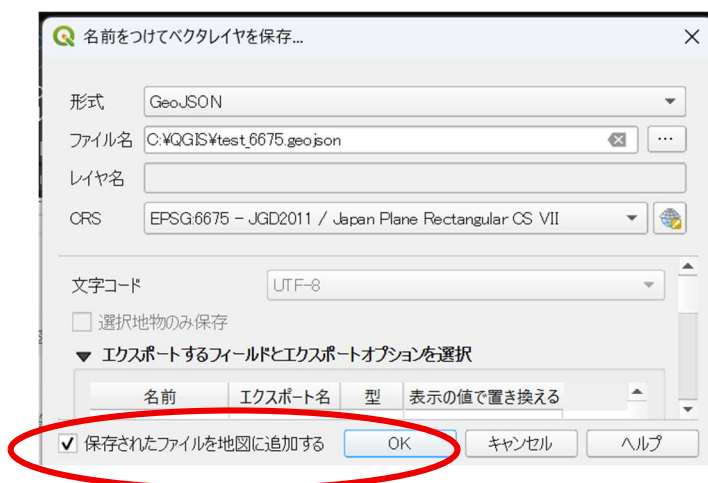 名前をつけてベクタレイヤを保存...
形式 GeoJSON
ファイル名 C:¥QGIS¥test_6675.geojson ...
レイヤ名
CRS EPSG:6675 - JGD2011 / Japan Plane Rectangular CS VII
文字コード UTF-8
選択地物のみ保存
▼ エクスポートするフィールドとエクスポートオプションを選択
名前 エクスポート名 型 表示の値で置き換える
保存されたファイルを地図に追加する OK キャンセル ヘルプ